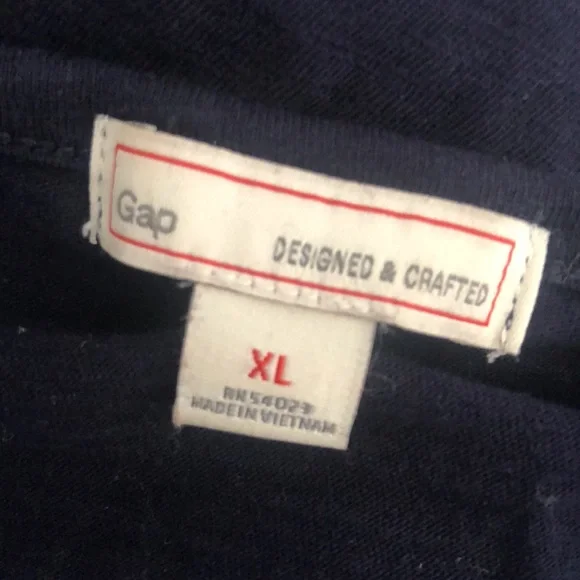 Gap
DESIGNED & CRAFTED
XL
RN54023
MADE IN VIETNAM